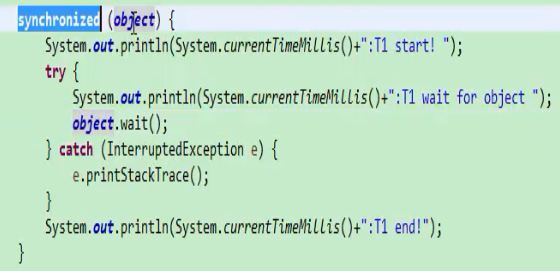 synchronized (object) {
System.out.println(System.currentTimeMillis()+":T1 start! ");
try {
System.out.println(System.currentTimeMillis()+":T1 wait for object ");
object.wait();
} catch (InterruptedException e) {
e.printStackTrace();
}
System.out.println(System.currentTimeMillis()+":T1 end!");
}